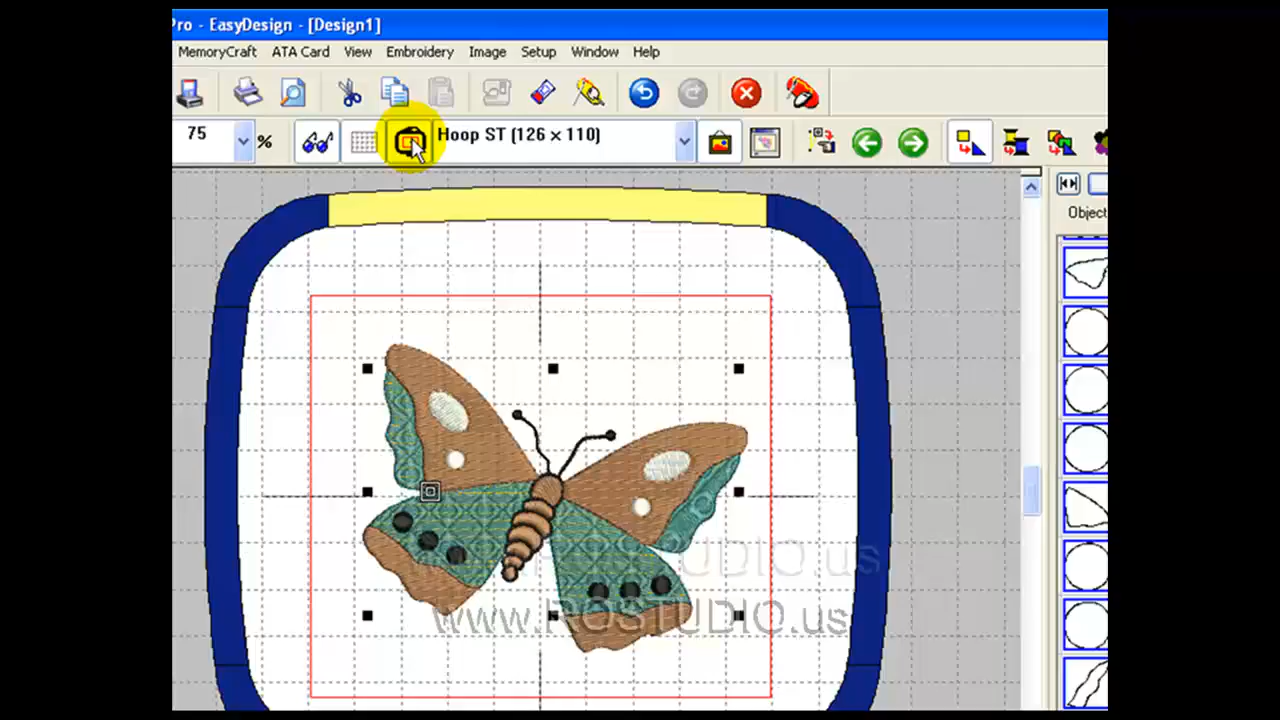 Pro - EasyDesign - [Design1]
MemoryCraft ATA Card View Embroidery Image Setup Window Help
75 % Hoop ST (126 × 110)
Object
www.ROSTUDIO.us